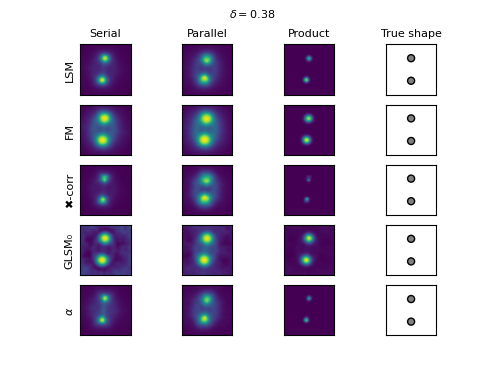 δ = 0.38
Serial Parallel Product True shape
LSM
FM
✖-corr
GLSM₀
α